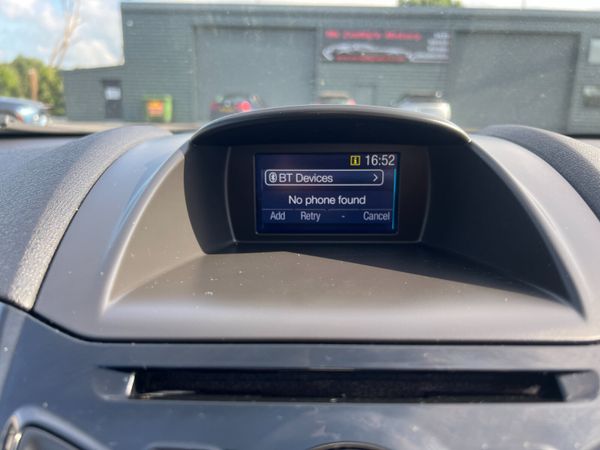 i 16:52
BT Devices >
No phone found
Add Retry - Cancel